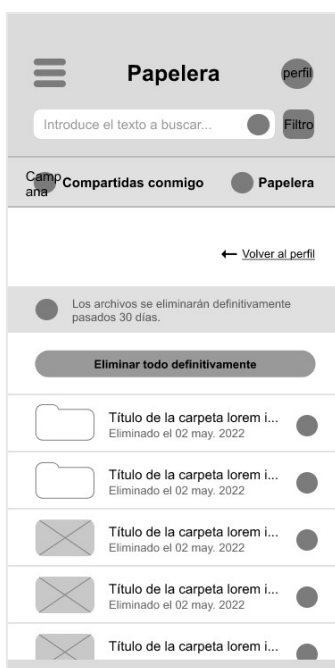 Papelera
perfil
Introduce el texto a buscar...
Filtro
Camp
ana
Compartidas conmigo
Papelera
Volver al perfil
Los archivos se eliminarán definitivamente
pasados 30 días.
Eliminar todo definitivamente
Título de la carpeta lorem i...
Eliminado el 02 may. 2022
Título de la carpeta lorem i...
Eliminado el 02 may. 2022
Título de la carpeta lorem i...
Eliminado el 02 may. 2022
Título de la carpeta lorem i...
Eliminado el 02 may. 2022
Título de la carpeta lorem i...